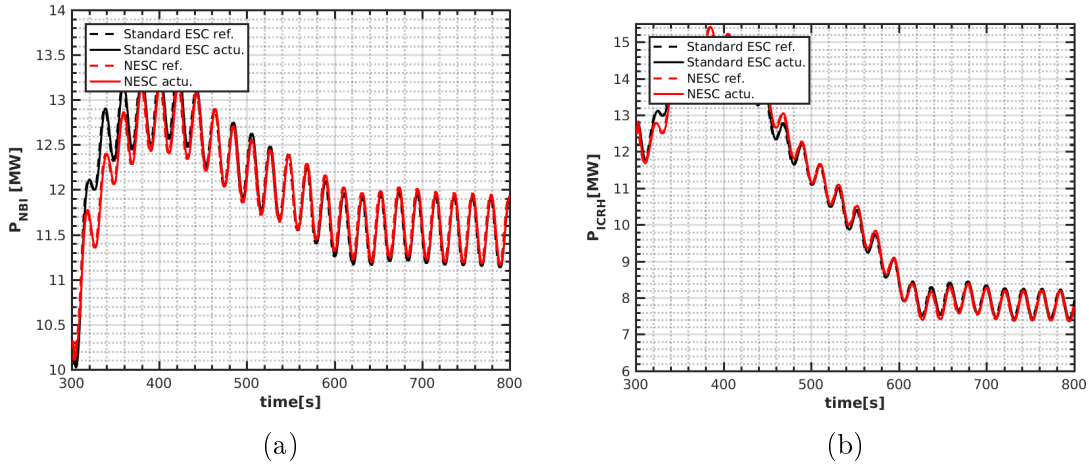 14
13
12.5
12
11.5
11
10.5
10
P_NBI [MW]
Standard ESC ref.
Standard ESC actu.
NESC ref.
NESC actu.
300 400 500 600 700 800
time[s]
(a)
15
14
13
12
11
10
9
8
7
6
P_ICRH[MW]
Standard ESC ref.
Standard ESC actu.
NESC ref.
NESC actu.
300 400 500 600 700 800
time[s]
(b)